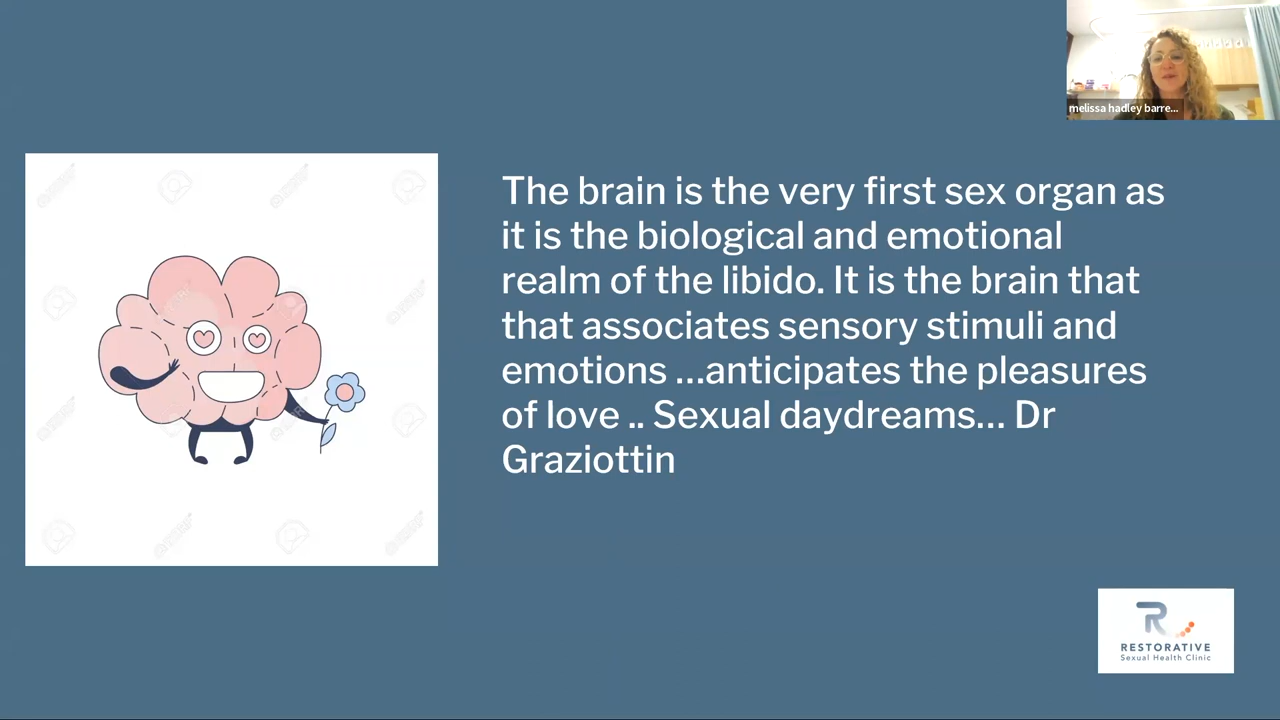 melissa hadley barre...
The brain is the very first sex organ as
it is the biological and emotional
realm of the libido. It is the brain that
that associates sensory stimuli and
emotions ...anticipates the pleasures
of love .. Sexual daydreams... Dr
Graziottin
RESTORATIVE
Sexual Health Clinic